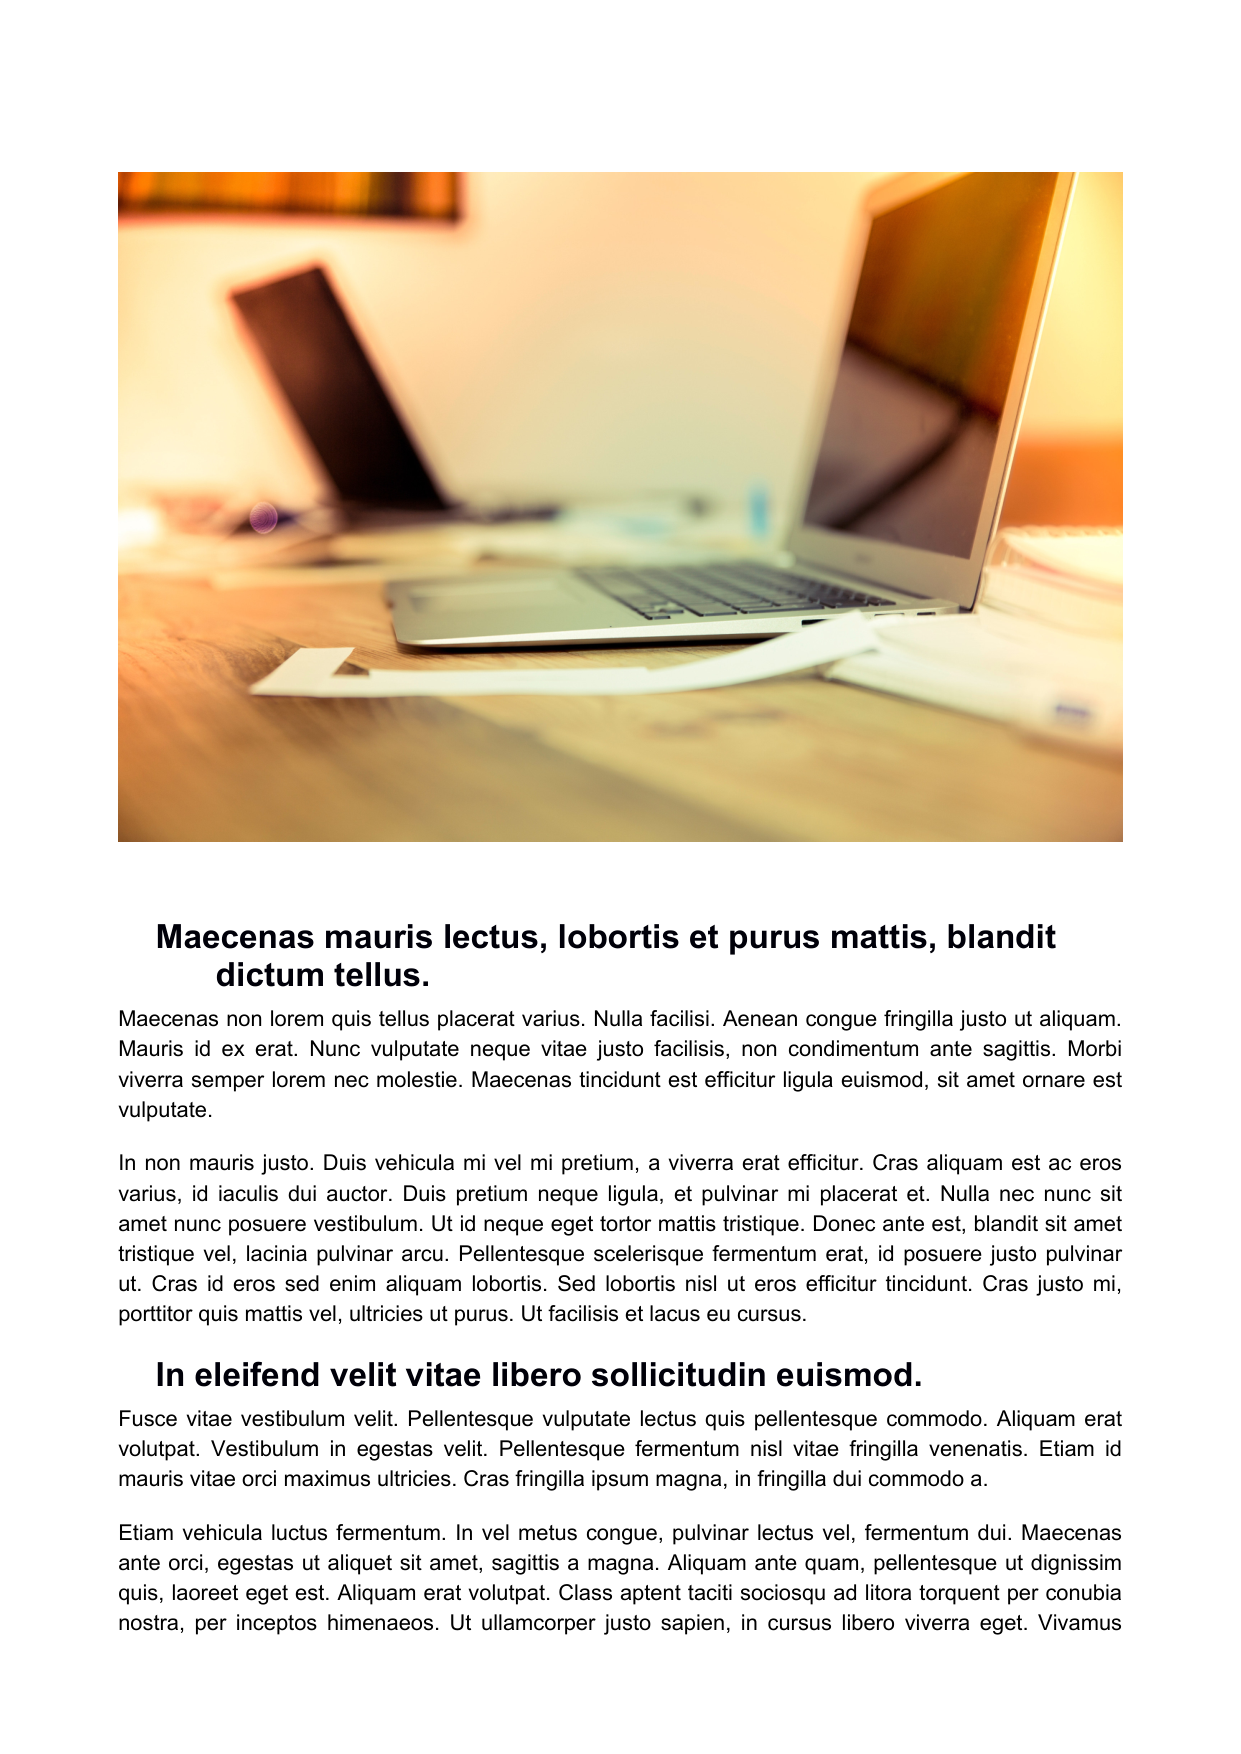 Maecenas mauris lectus, lobortis et purus mattis, blandit
dictum tellus.
Maecenas non lorem quis tellus placerat varius. Nulla facilisi. Aenean congue fringilla justo ut aliquam.
Mauris id ex erat. Nunc vulputate neque vitae justo facilisis, non condimentum ante sagittis. Morbi
viverra semper lorem nec molestie. Maecenas tincidunt est efficitur ligula euismod, sit amet ornare est
vulputate.
In non mauris justo. Duis vehicula mi vel mi pretium, a viverra erat efficitur. Cras aliquam est ac eros
varius, id iaculis dui auctor. Duis pretium neque ligula, et pulvinar mi placerat et. Nulla nec nunc sit
amet nunc posuere vestibulum. Ut id neque eget tortor mattis tristique. Donec ante est, blandit sit amet
tristique vel, lacinia pulvinar arcu. Pellentesque scelerisque fermentum erat, id posuere justo pulvinar
ut. Cras id eros sed enim aliquam lobortis. Sed lobortis nisl ut eros efficitur tincidunt. Cras justo mi,
porttitor quis mattis vel, ultricies ut purus. Ut facilisis et lacus eu cursus.
In eleifend velit vitae libero sollicitudin euismod.
Fusce vitae vestibulum velit. Pellentesque vulputate lectus quis pellentesque commodo. Aliquam erat
volutpat. Vestibulum in egestas velit. Pellentesque fermentum nisl vitae fringilla venenatis. Etiam id
mauris vitae orci maximus ultricies. Cras fringilla ipsum magna, in fringilla dui commodo a.
Etiam vehicula luctus fermentum. In vel metus congue, pulvinar lectus vel, fermentum dui. Maecenas
ante orci, egestas ut aliquet sit amet, sagittis a magna. Aliquam ante quam, pellentesque ut dignissim
quis, laoreet eget est. Aliquam erat volutpat. Class aptent taciti sociosqu ad litora torquent per conubia
nostra, per inceptos himenaeos. Ut ullamcorper justo sapien, in cursus libero viverra eget. Vivamus